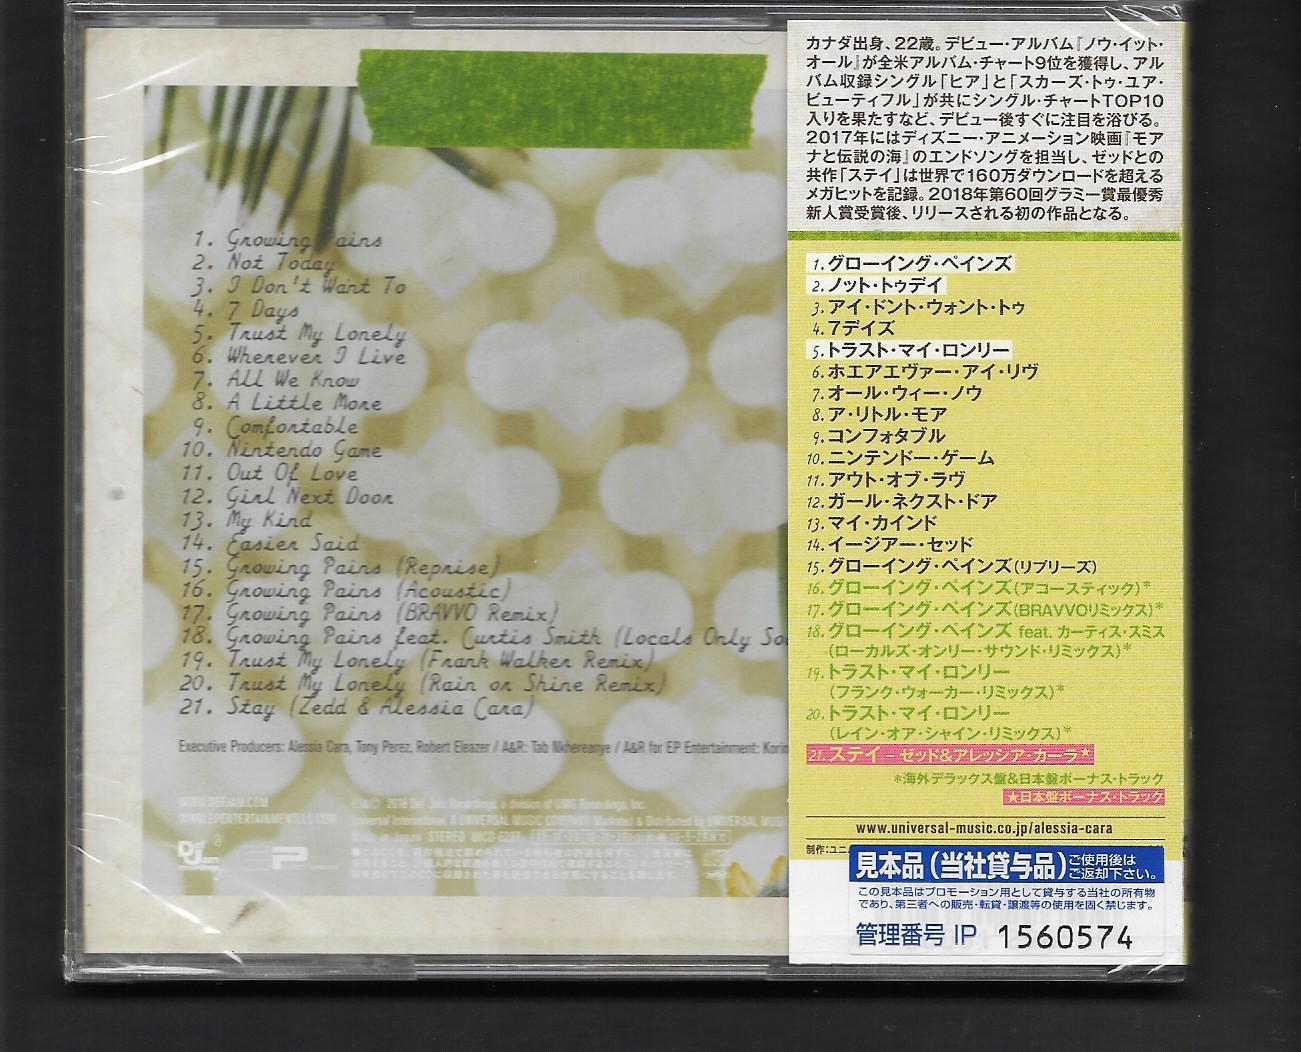 1. Growing Pains
2. Not Today
3. I Don't Want To
4. 7 Days
5. Trust My Lonely
6. Wherever I Live
7. All We Know
8. A Little More
9. Comfortable
10. Nintendo Game
11. Out Of Love
12. Girl Next Door
13. My Kind
14. Easier Said
15. Growing Pains (Reprise)
16. Growing Pains (Acoustic)
17. Growing Pains (BRAVVO Remix)
18. Growing Pains feat. Curtis Smith (Locals Only
19. Trust My Lonely (Frank Walker Remix)
20. Trust My Lonely (Rain or Shine Remix)
21. Stay (Zedd & Alessia Cara)
Executive Producers: Alessia Cara, Tony Perez, Robert Eleazer / A&R: Tab Nkhereanye / A&R for EP Entertainment:
WWW.DEFJAM.COM
WWW.EPENTERTAINMENTLLC.COM
2018 Def Jam Recordings, a division of UMG Recordings, Inc.
Universal International, A UNIVERSAL MUSIC COMPANY. Marketed & Distributed by UNIVERSAL
Made in Japan STEREO
Def Jam
EP
カナダ出身、22歳。デビュー・アルバム『ノウ・イット・
オール』が全米アルバム・チャート9位を獲得し、アル
バム収録シングル「ヒア」と「スカーズ・トゥ・ユア・
ビューティフル」が共にシングル・チャートTOP10
入りを果たすなど、デビュー後すぐに注目を浴びる。
2017年にはディズニー・アニメーション映画『モア
ナと伝説の海』のエンドソングを担当し、ゼッドとの
共作「ステイ」は世界で160万ダウンロードを超える
メガヒットを記録。2018年第60回グラミー賞最優秀
新人賞受賞後、リリースされる初の作品となる。
1.グローイング・ペインズ
2.ノット・トゥデイ
3.アイ・ドント・ウォント・トゥ
4.7デイズ
5.トラスト・マイ・ロンリー
6.ホエアエヴァー・アイ・リヴ
7.オール・ウィー・ノウ
8.ア・リトル・モア
9.コンフォタブル
10.ニンテンドー・ゲーム
11.アウト・オブ・ラヴ
12.ガール・ネクスト・ドア
13.マイ・カインド
14.イージアー・セッド
15.グローイング・ペインズ(リプリーズ)
16.グローイング・ペインズ(アコースティック)*
17.グローイング・ペインズ(BRAVVOリミックス)*
18.グローイング・ペインズ feat. カーティス・スミス
(ローカルズ・オンリー・サウンド・リミックス)*
19.トラスト・マイ・ロンリー
(フランク・ウォーカー・リミックス)*
20.トラスト・マイ・ロンリー
(レイン・オア・シャイン・リミックス)*
21.ステイ – ゼッド&アレッシア・カーラ★
*海外デラックス盤&日本盤ボーナス・トラック
★日本盤ボーナス・トラック
www.universal-music.co.jp/alessia-cara
制作:ユニ
見本品(当社貸与品)ご使用後はご返却下さい。
この見本品はプロモーション用として貸与する当社の所有物
であり、第三者への販売・転貸・譲渡等の使用を固く禁じます。
管理番号 IP 1560574